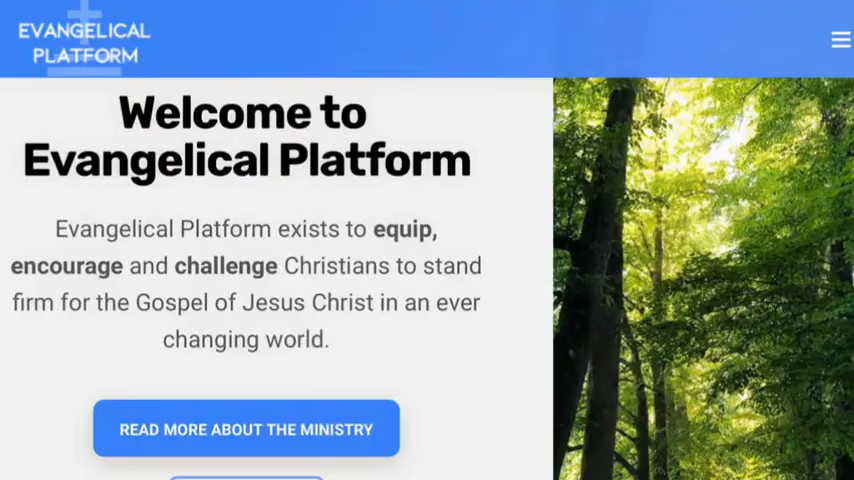 EVANGELICAL
PLATFORM
Welcome to
Evangelical Platform
Evangelical Platform exists to equip,
encourage and challenge Christians to stand
firm for the Gospel of Jesus Christ in an ever
changing world.
READ MORE ABOUT THE MINISTRY